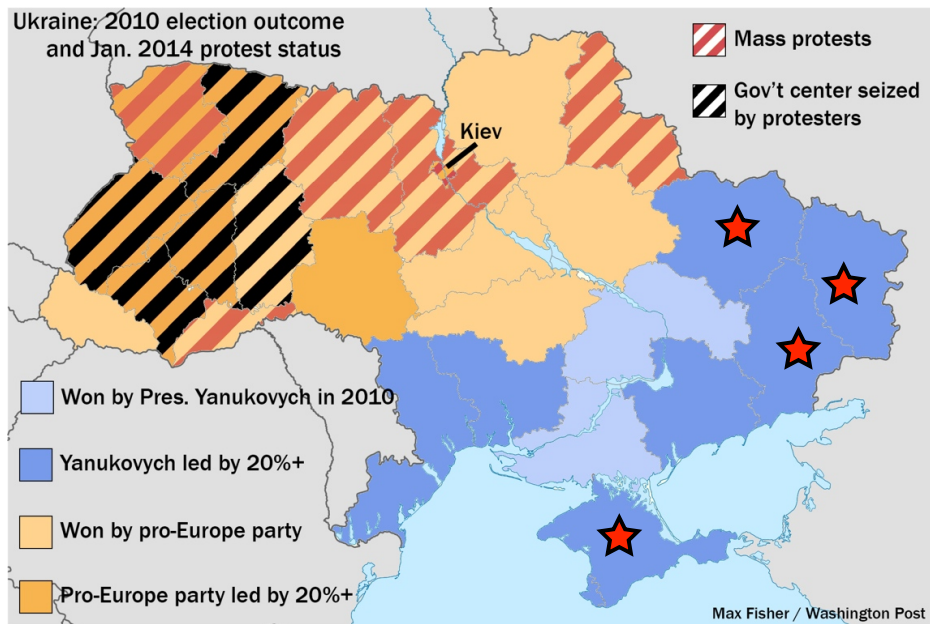 Ukraine: 2010 election outcome
and Jan. 2014 protest status
Mass protests
Gov't center seized
by protesters
Kiev
Won by Pres. Yanukovych in 2010
Yanukovych led by 20%+
Won by pro-Europe party
Pro-Europe party led by 20%+
Max Fisher / Washington Post